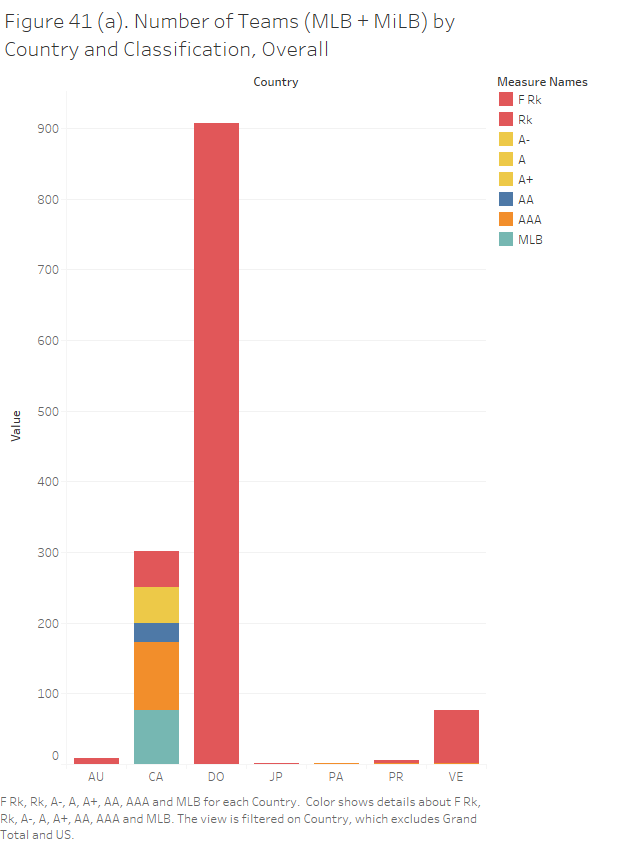 Figure 41 (a). Number of Teams (MLB + MiLB) by
Country and Classification, Overall
Country
Measure Names
F Rk
Rk
A-
A
A+
AA
AAA
MLB
Value
900
800
700
600
500
400
300
200
100
0
AU CA DO JP PA PR VE
F Rk, Rk, A-, A, A+, AA, AAA and MLB for each Country. Color shows details about F Rk,
Rk, A-, A, A+, AA, AAA and MLB. The view is filtered on Country, which excludes Grand
Total and US.